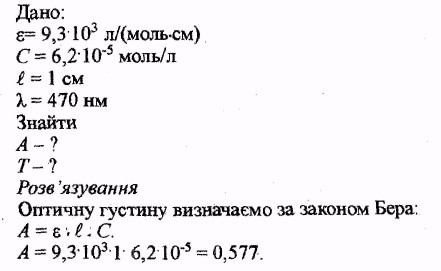 Дано:
ε= 9,3·10³ л/(моль·см)
C = 6,2·10⁻⁵ моль/л
ℓ = 1 см
λ = 470 нм
Знайти
A – ?
T – ?
Розв'язування
Оптичну густину визначаємо за законом Бера:
A = ε · ℓ · C.
A = 9,3·10³·1· 6,2·10⁻⁵ = 0,577.